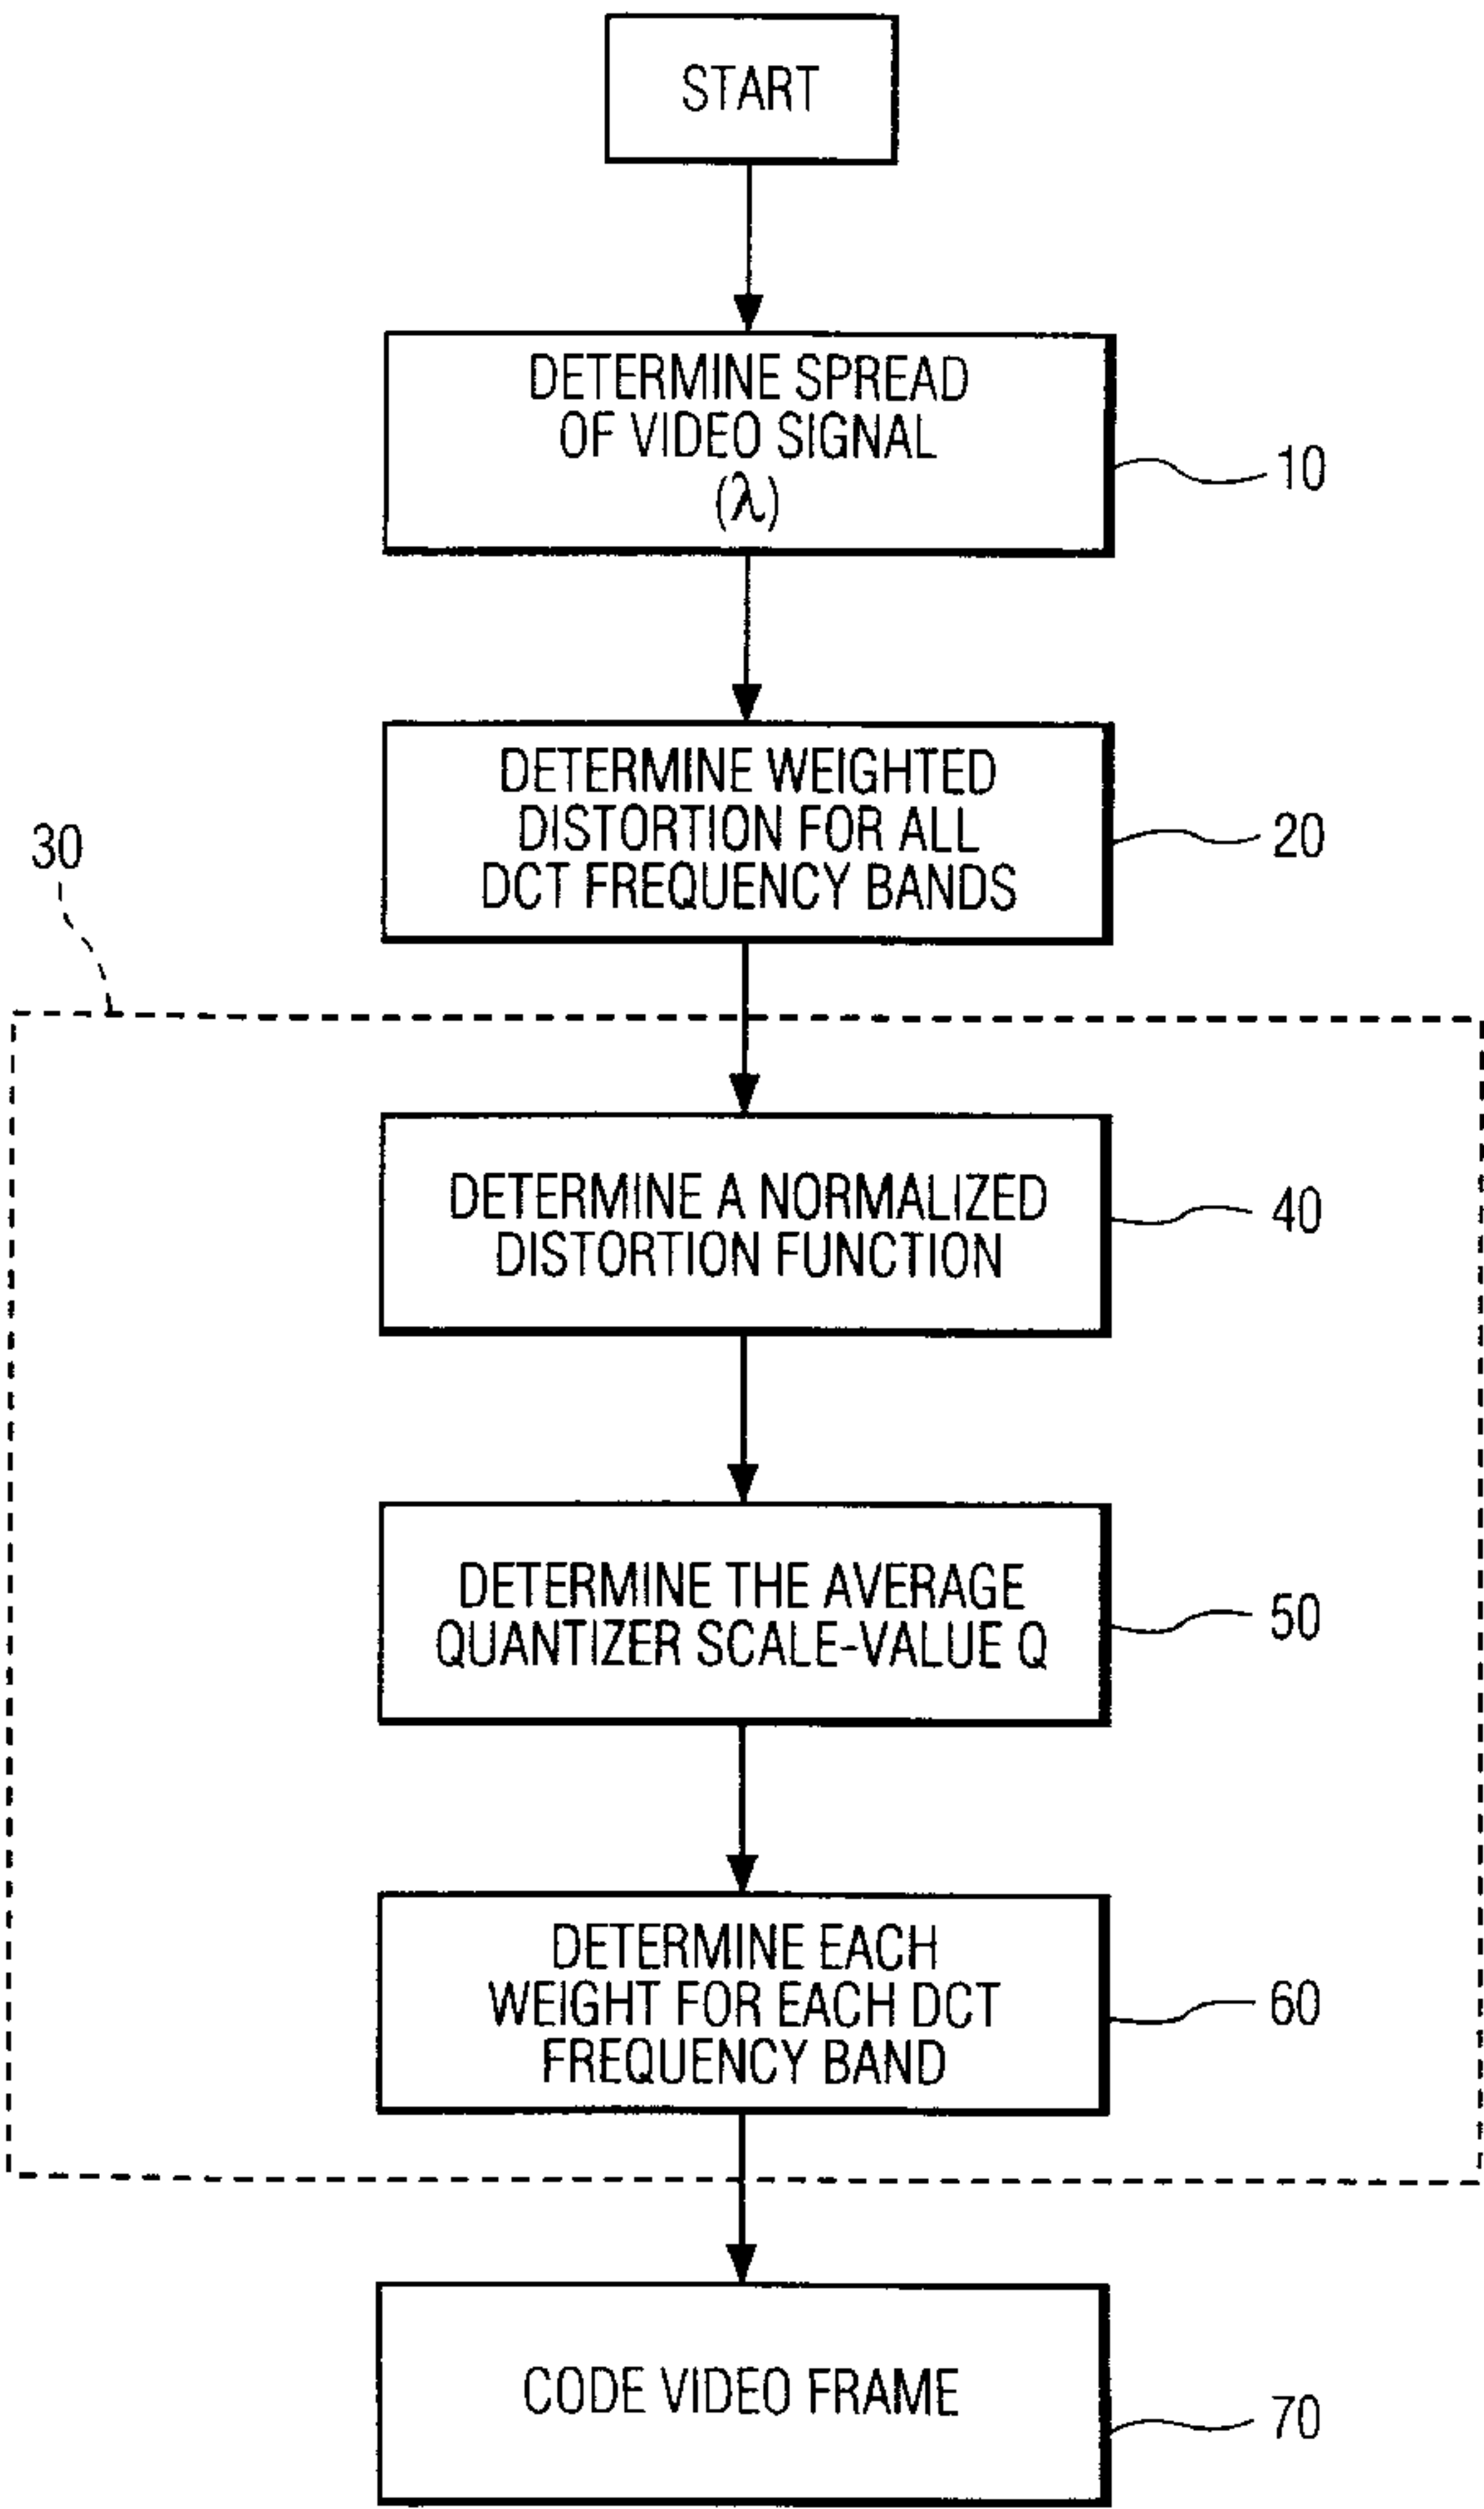 START
DETERMINE SPREAD
OF VIDEO SIGNAL
(λ)
10
DETERMINE WEIGHTED
DISTORTION FOR ALL
DCT FREQUENCY BANDS
20
30
DETERMINE A NORMALIZED
DISTORTION FUNCTION
40
DETERMINE THE AVERAGE
QUANTIZER SCALE-VALUE Q
50
DETERMINE EACH
WEIGHT FOR EACH DCT
FREQUENCY BAND
60
CODE VIDEO FRAME
70